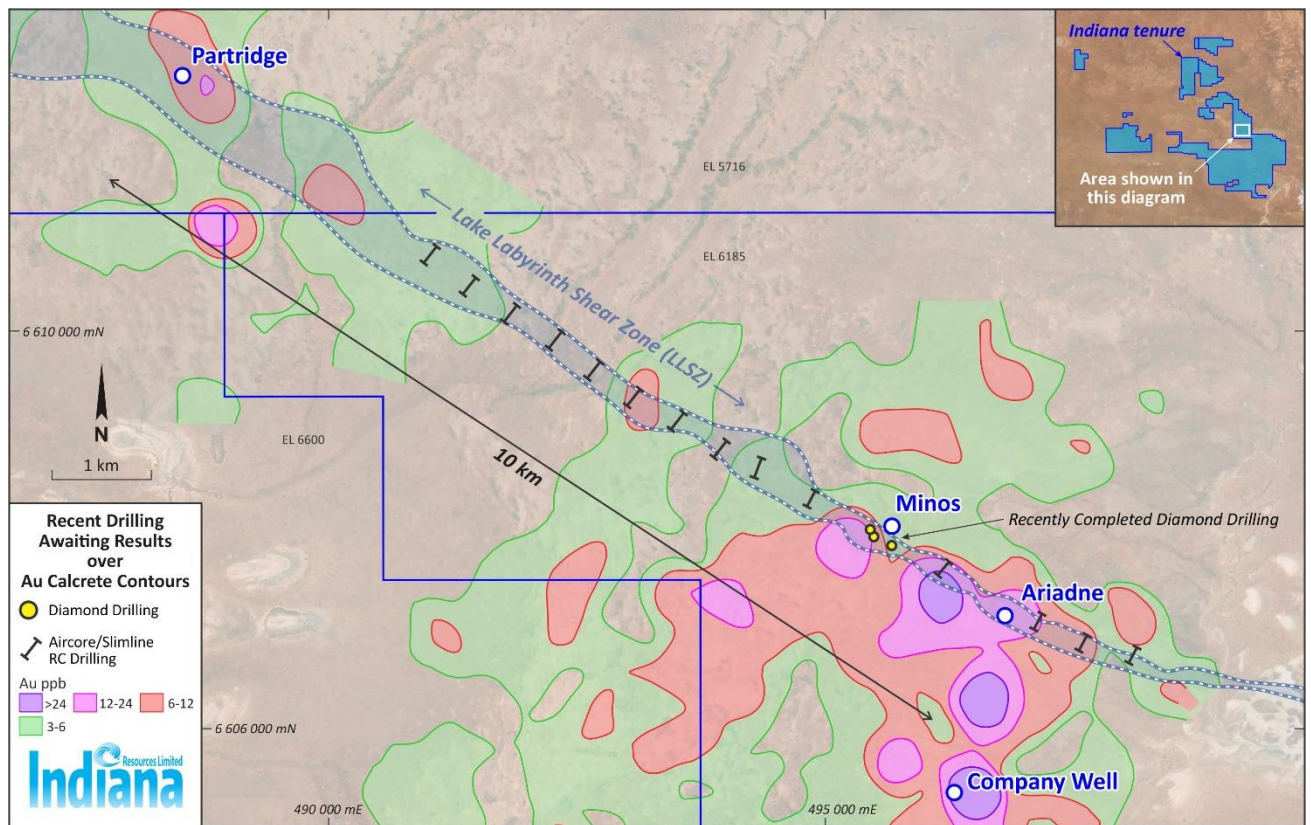 Partridge
Indiana tenure
Area shown in
this diagram
EL 5716
Lake Labyrinth Shear Zone (LLSZ)
EL 6185
6 610 000 mN
N
1 km
EL 6600
10 km
Minos
Recently Completed Diamond Drilling
Ariadne
Recent Drilling
Awaiting Results
over
Au Calcrete Contours
Diamond Drilling
Aircore/Slimline
RC Drilling
Au ppb
>24 12-24 6-12
3-6
6 606 000 mN
Indiana
Resources Limited
Company Well
490 000 mE
495 000 mE